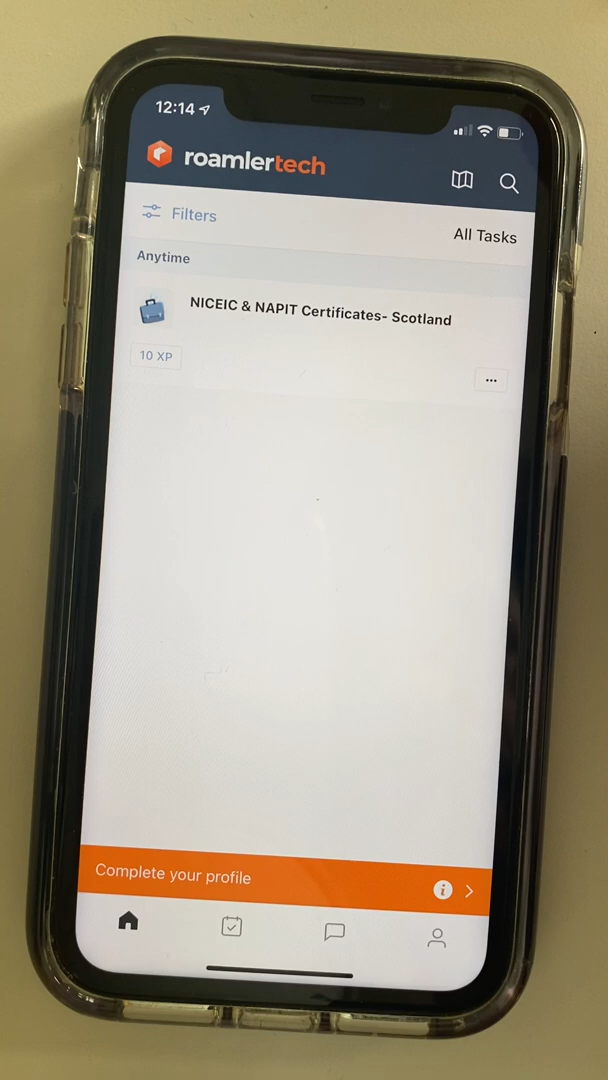 12:14
roamlertech
Filters
All Tasks
Anytime
NICEIC & NAPIT Certificates- Scotland
10 XP
...
Complete your profile